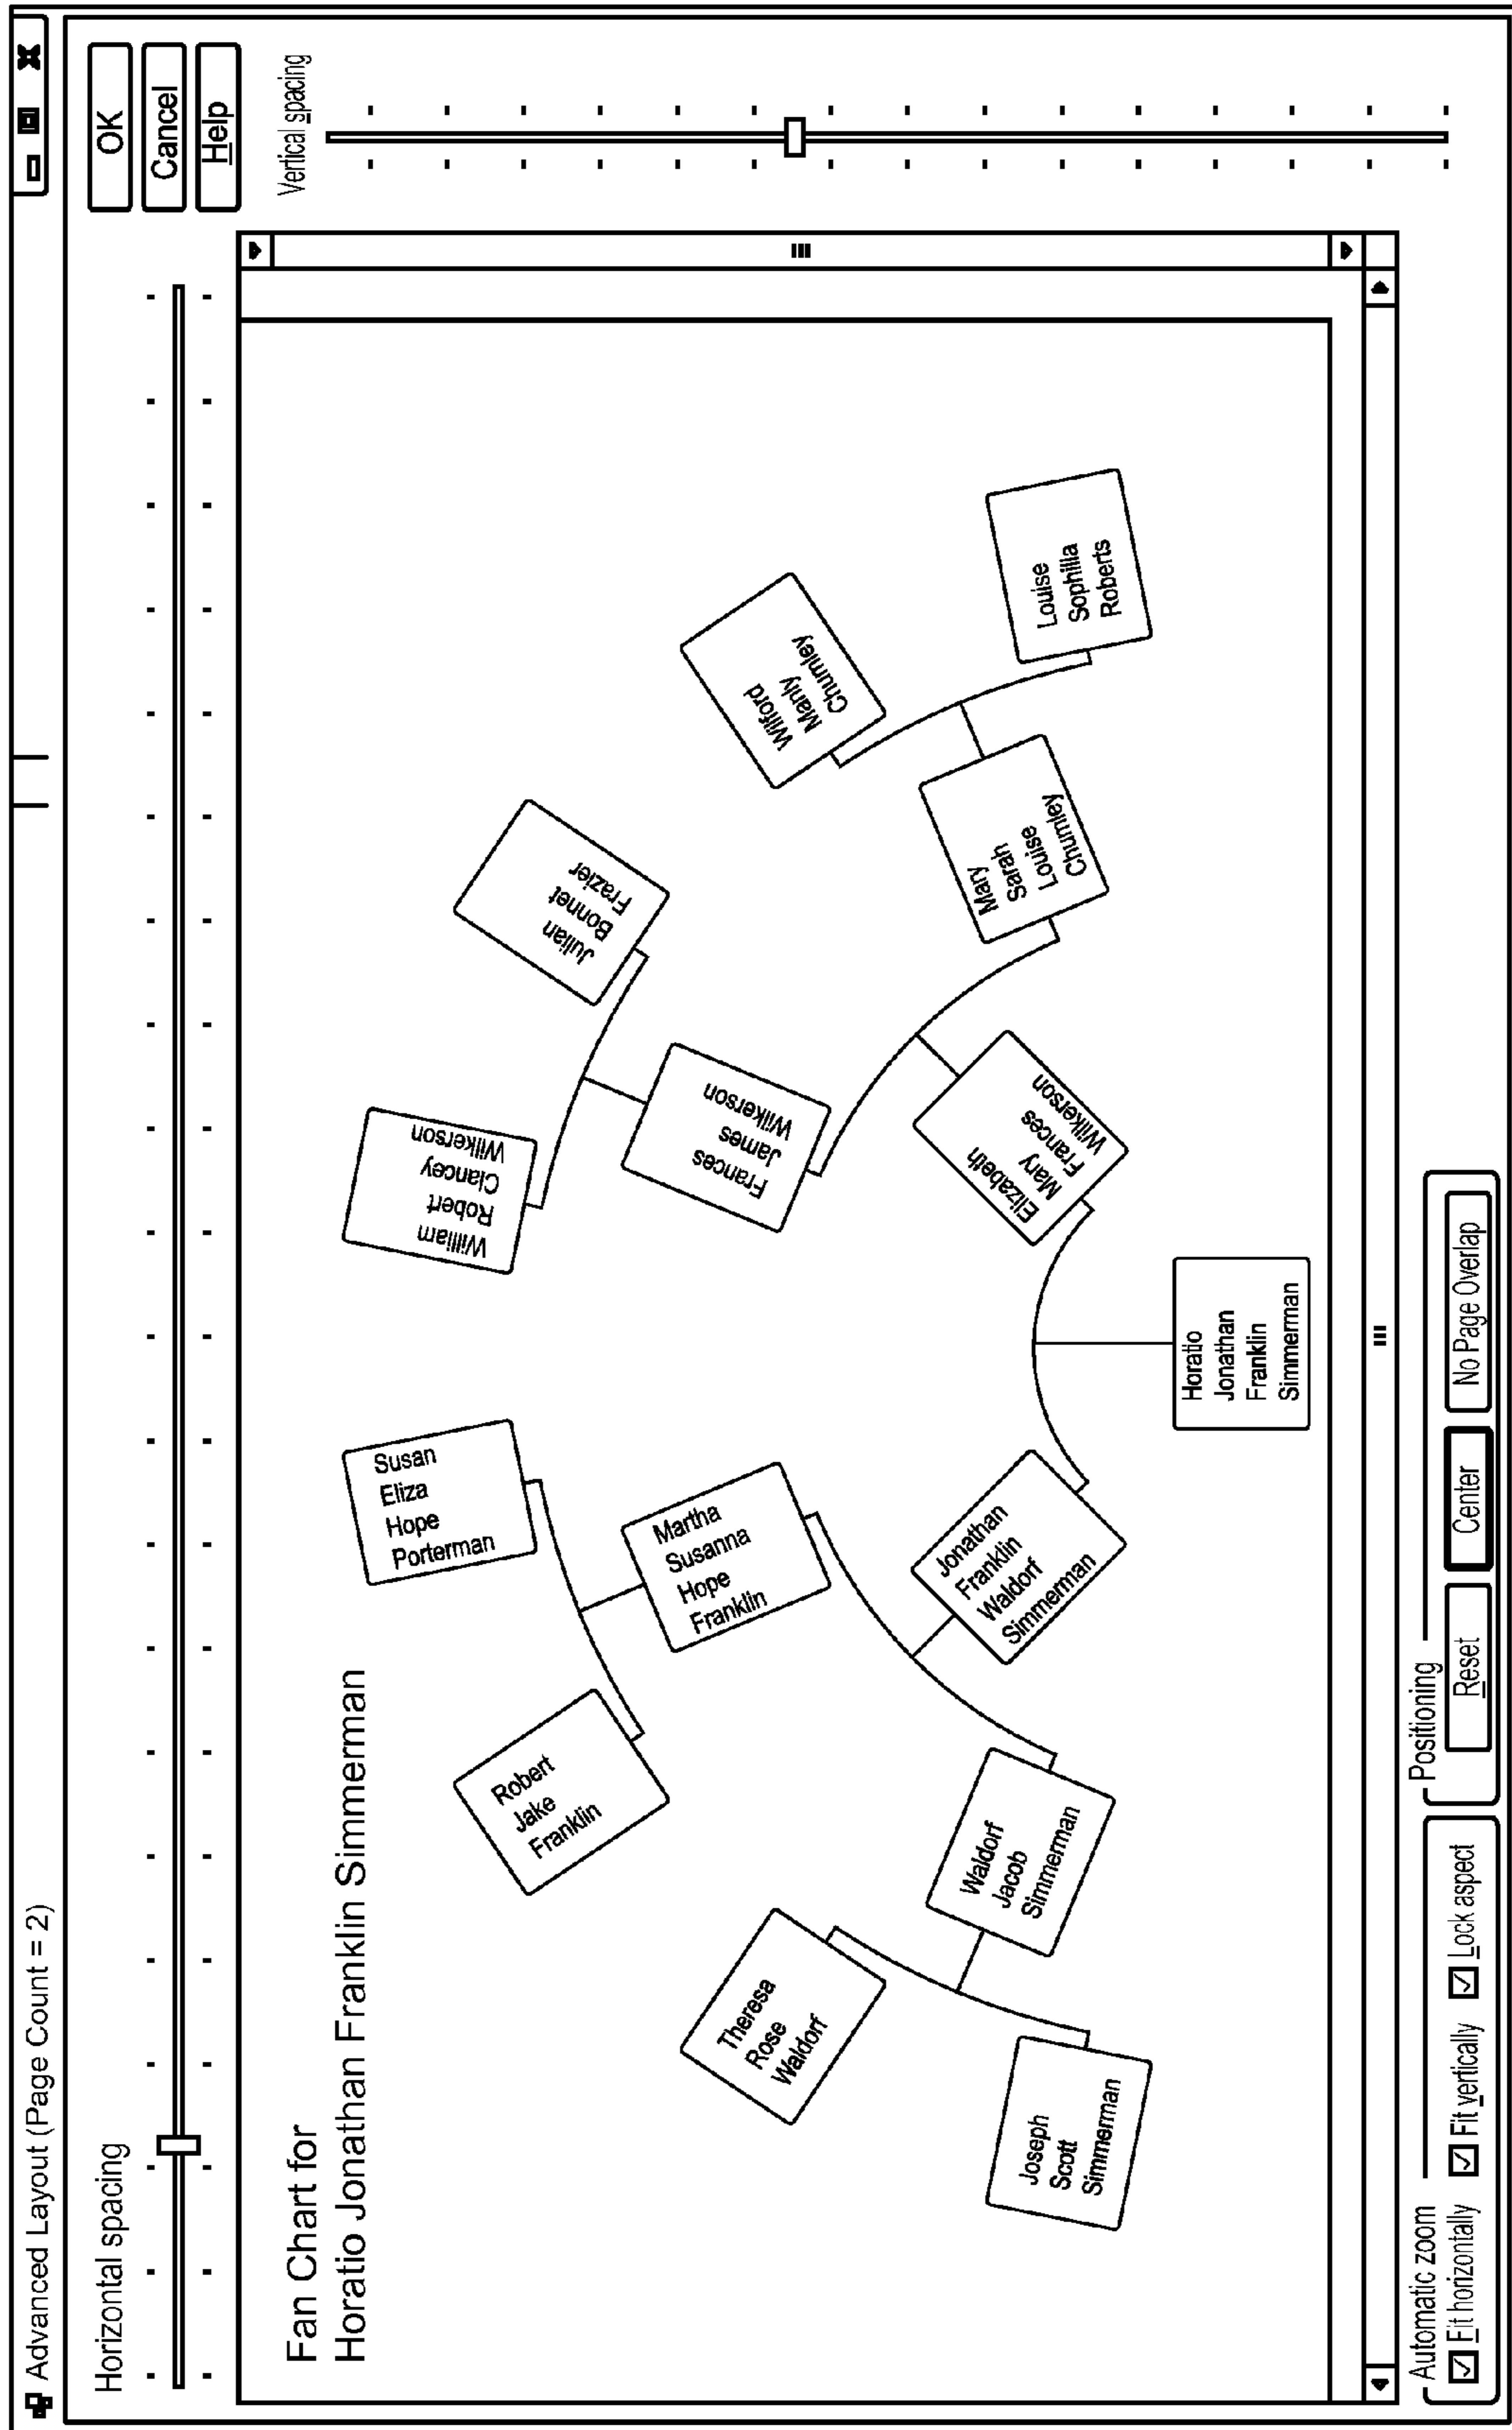 Advanced Layout (Page Count = 2)
Horizontal spacing
OK
Cancel
Help
Vertical spacing
Fan Chart for
Horatio Jonathan Franklin Simmerman
Joseph
Scott
Simmerman
Theresa
Rose
Waldorf
Robert
Jake
Franklin
Susan
Eliza
Hope
Porterman
William
Robert
Clancey
Wilkerson
Julian
Bonnet
Frazier
Wilford
Manly
Chumley
Louise
Sophilia
Roberts
Waldorf
Jacob
Simmerman
Martha
Susanna
Hope
Franklin
Frances
James
Wilkerson
Mary
Sarah
Louise
Chumley
Jonathan
Franklin
Waldorf
Simmerman
Elizabeth
Mary
Frances
Wilkerson
Horatio
Jonathan
Franklin
Simmerman
Automatic zoom
Fit horizontally
Fit vertically
Lock aspect
Positioning
Reset
Center
No Page Overlap